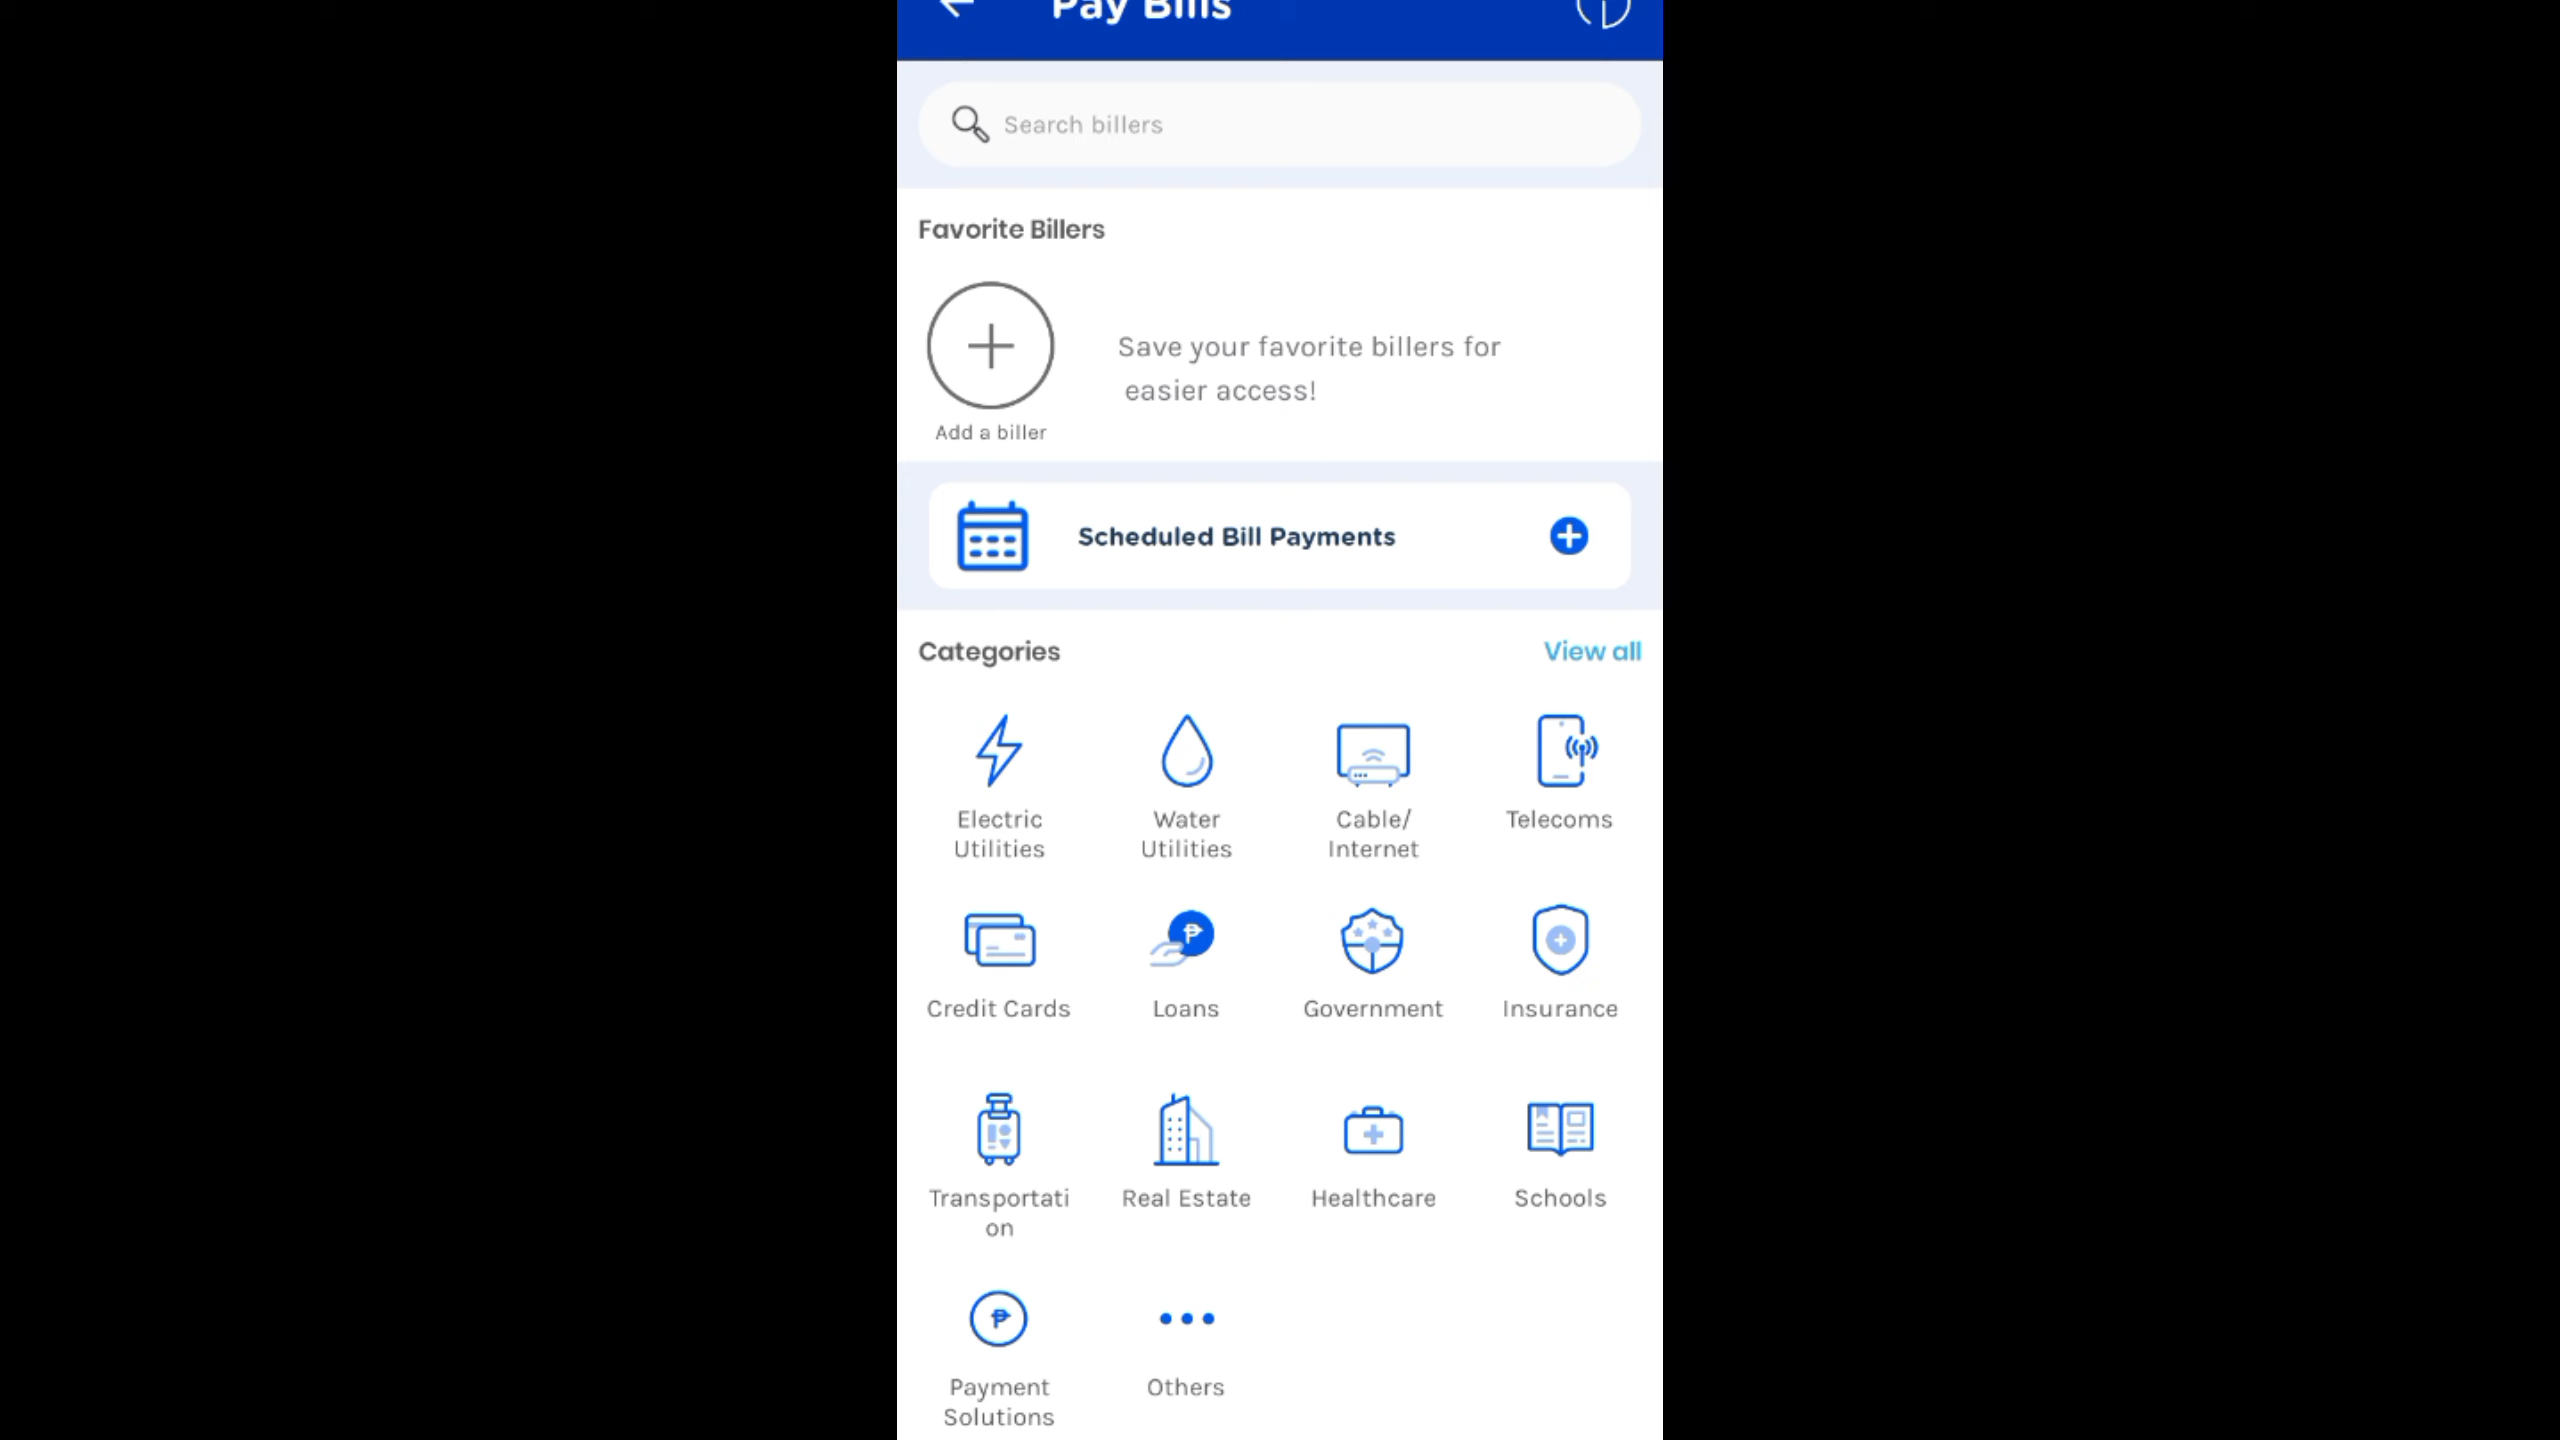 Pay Bills
Search billers
Favorite Billers
Save your favorite billers for
easier access!
Add a biller
Scheduled Bill Payments
Categories
View all
Electric
Utilities
Water
Utilities
Cable/
Internet
Telecoms
Credit Cards
Loans
Government
Insurance
Transportati
on
Real Estate
Healthcare
Schools
Payment
Solutions
Others